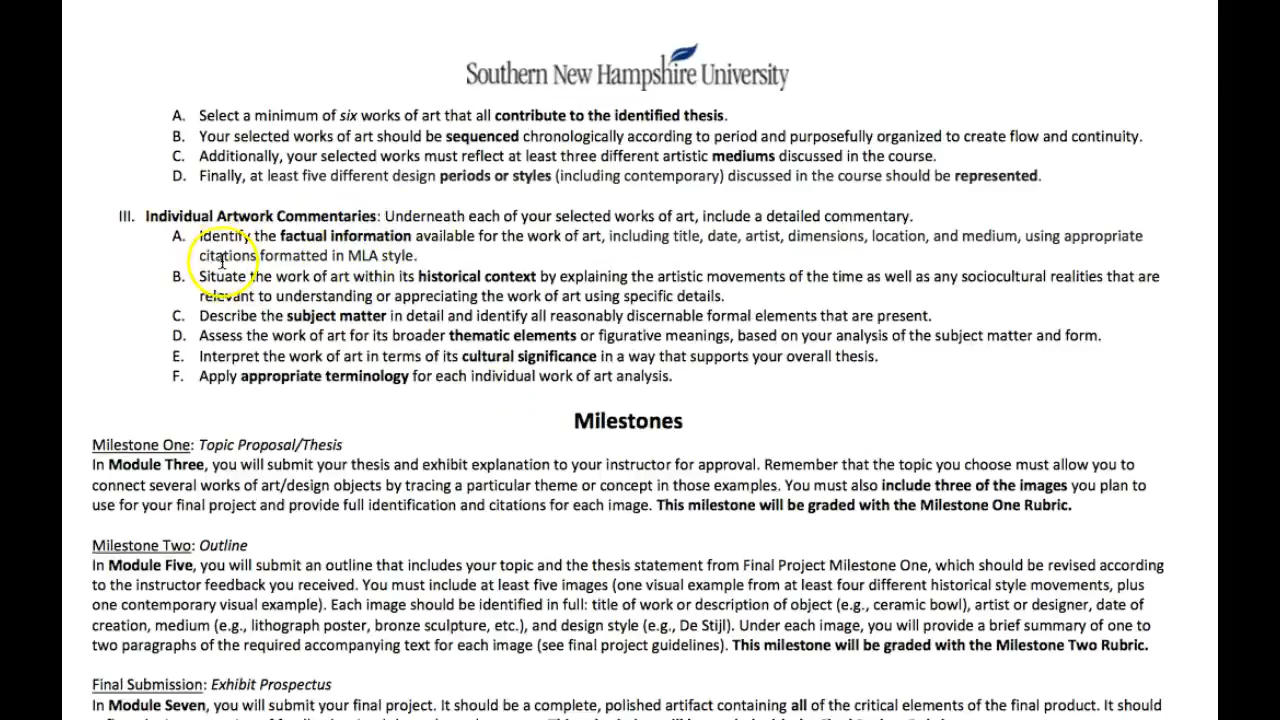 Southern New Hampshire University
A. Select a minimum of six works of art that all contribute to the identified thesis.
B. Your selected works of art should be sequenced chronologically according to period and purposefully organized to create flow and continuity.
C. Additionally, your selected works must reflect at least three different artistic mediums discussed in the course.
D. Finally, at least five different design periods or styles (including contemporary) discussed in the course should be represented.
III. Individual Artwork Commentaries: Underneath each of your selected works of art, include a detailed commentary.
A. Identify the factual information available for the work of art, including title, date, artist, dimensions, location, and medium, using appropriate
citations formatted in MLA style.
B. Situate the work of art within its historical context by explaining the artistic movements of the time as well as any sociocultural realities that are
relevant to understanding or appreciating the work of art using specific details.
C. Describe the subject matter in detail and identify all reasonably discernable formal elements that are present.
D. Assess the work of art for its broader thematic elements or figurative meanings, based on your analysis of the subject matter and form.
E. Interpret the work of art in terms of its cultural significance in a way that supports your overall thesis.
F. Apply appropriate terminology for each individual work of art analysis.
Milestones
Milestone One: Topic Proposal/Thesis
In Module Three, you will submit your thesis and exhibit explanation to your instructor for approval. Remember that the topic you choose must allow you to
connect several works of art/design objects by tracing a particular theme or concept in those examples. You must also include three of the images you plan to
use for your final project and provide full identification and citations for each image. This milestone will be graded with the Milestone One Rubric.
Milestone Two: Outline
In Module Five, you will submit an outline that includes your topic and the thesis statement from Final Project Milestone One, which should be revised according
to the instructor feedback you received. You must include at least five images (one visual example from at least four different historical style movements, plus
one contemporary visual example). Each image should be identified in full: title of work or description of object (e.g., ceramic bowl), artist or designer, date of
creation, medium (e.g., lithograph poster, bronze sculpture, etc.), and design style (e.g., De Stijl). Under each image, you will provide a brief summary of one to
two paragraphs of the required accompanying text for each image (see final project guidelines). This milestone will be graded with the Milestone Two Rubric.
Final Submission: Exhibit Prospectus
In Module Seven, you will submit your final project. It should be a complete, polished artifact containing all of the critical elements of the final product. It should